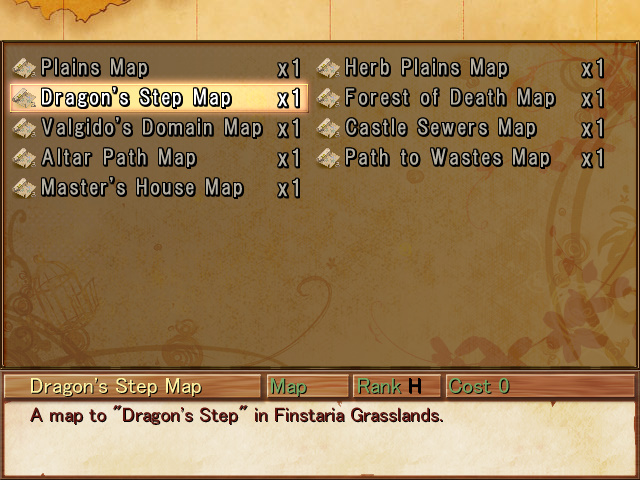 Plains Map x1 Herb Plains Map x1
Dragon's Step Map x1 Forest of Death Map x1
Valgido's Domain Map x1 Castle Sewers Map x1
Altar Path Map x1 Path to Wastes Map x1
Master's House Map x1
Dragon's Step Map Map Rank H Cost 0
A map to "Dragon's Step" in Finstaria Grasslands.